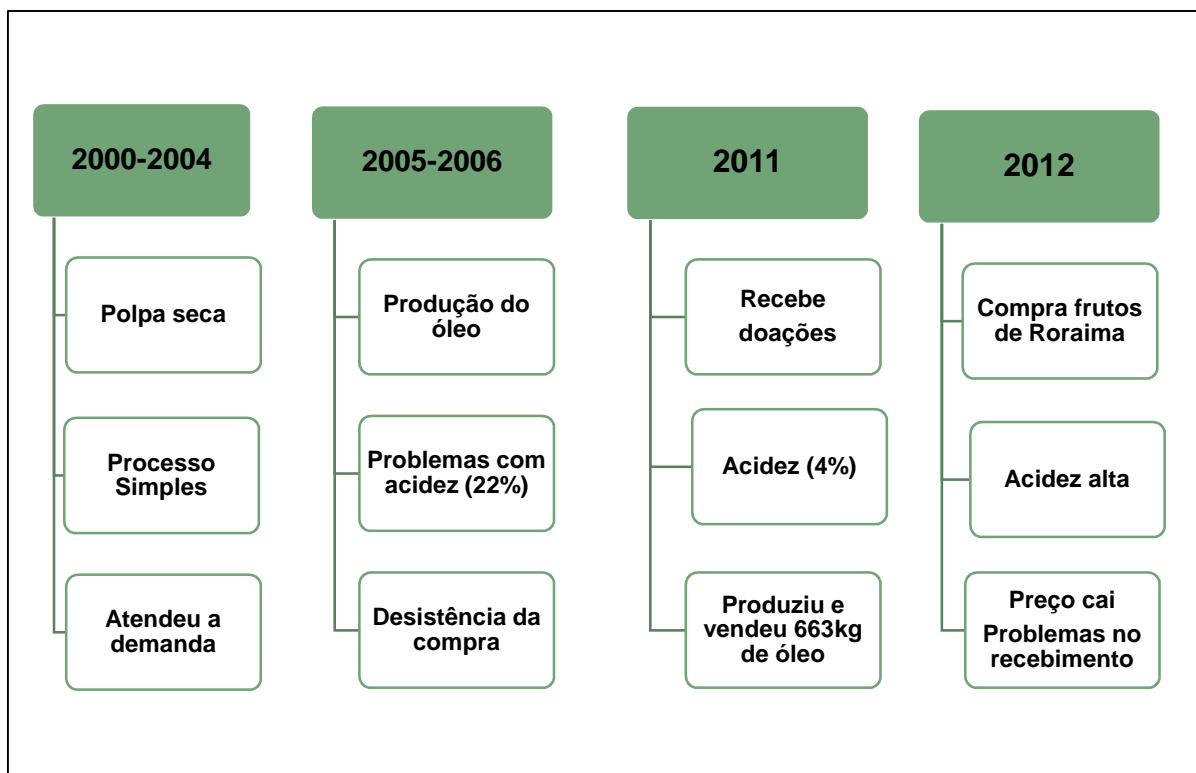 2000-2004
Polpa seca
Processo
Simples
Atendeu a
demanda
2005-2006
Produção do
óleo
Problemas com
acidez (22%)
Desistência da
compra
2011
Recebe
doações
Acidez (4%)
Produziu e
vendeu 663kg
de óleo
2012
Compra frutos
de Roraima
Acidez alta
Preço cai
Problemas no
recebimento